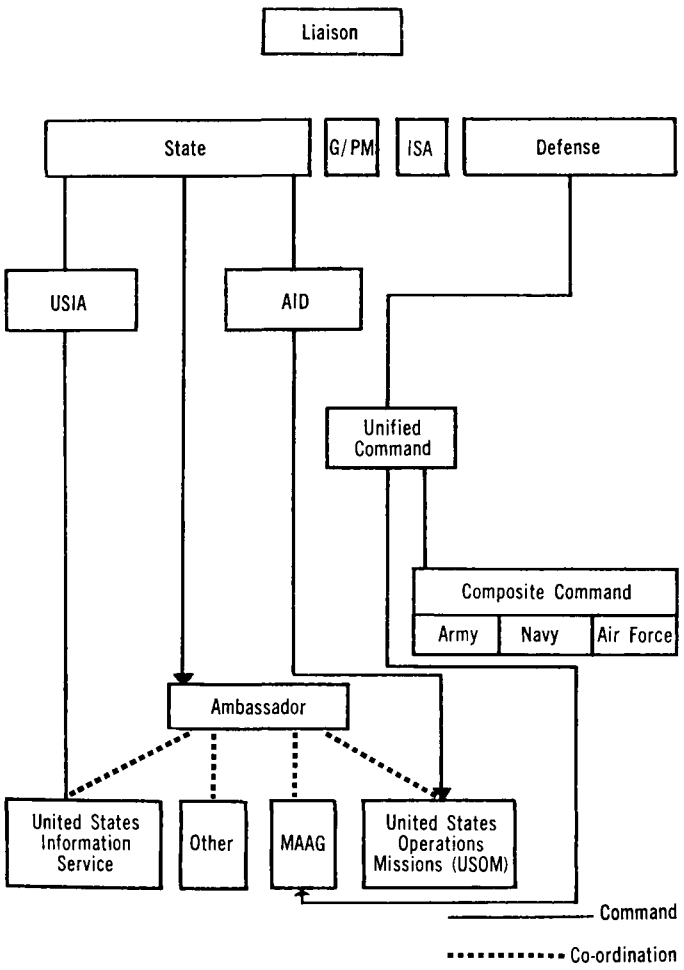 Liaison
State
G/PM
ISA
Defense
USIA
AID
Unified
Command
Composite Command
Army
Navy
Air Force
Ambassador
United States
Information
Service
Other
MAAG
United States
Operations
Missions (USOM)
Command
Co-ordination